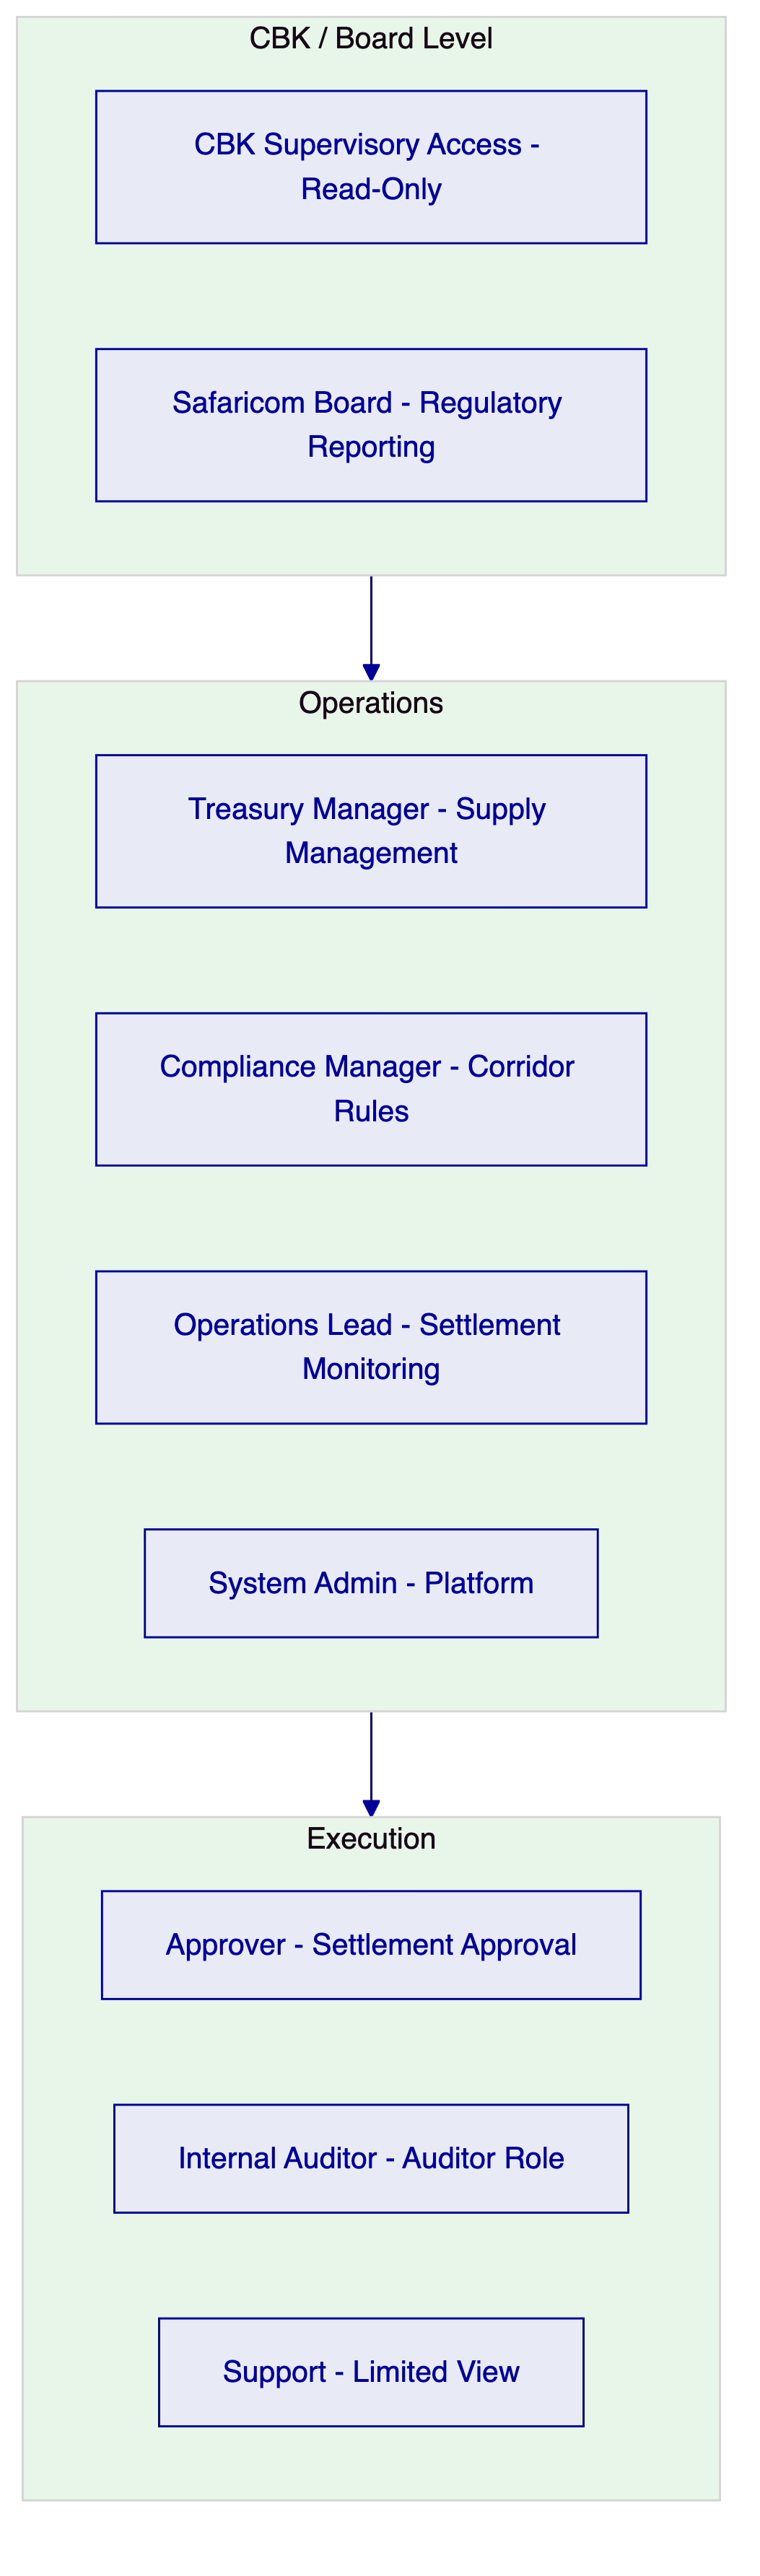 CBK / Board Level
CBK Supervisory Access -
Read-Only
Safaricom Board - Regulatory
Reporting
Operations
Treasury Manager - Supply
Management
Compliance Manager - Corridor
Rules
Operations Lead - Settlement
Monitoring
System Admin - Platform
Execution
Approver - Settlement Approval
Internal Auditor - Auditor Role
Support - Limited View